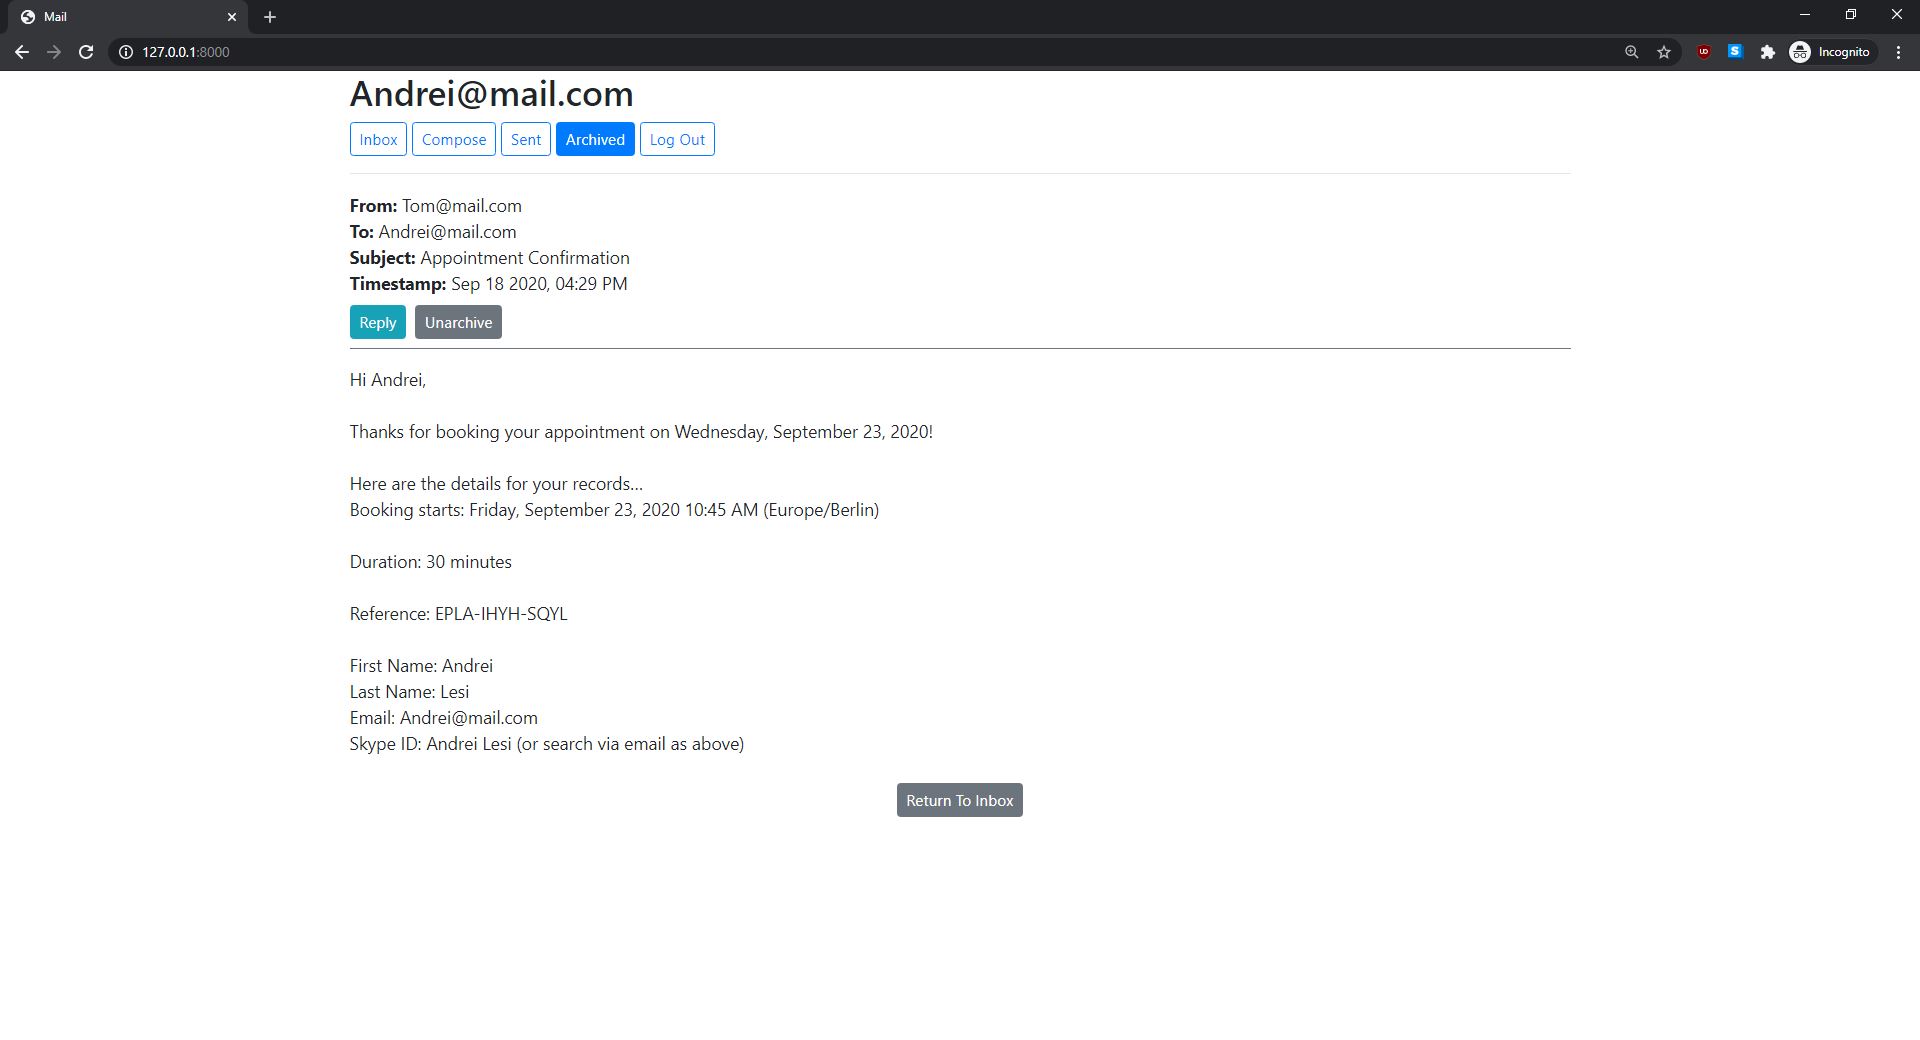 Mail
127.0.0.1:8000
Incognito
Andrei@mail.com
Inbox Compose Sent Archived Log Out
From: Tom@mail.com
To: Andrei@mail.com
Subject: Appointment Confirmation
Timestamp: Sep 18 2020, 04:29 PM
Reply Unarchive
Hi Andrei,
Thanks for booking your appointment on Wednesday, September 23, 2020!
Here are the details for your records...
Booking starts: Friday, September 23, 2020 10:45 AM (Europe/Berlin)
Duration: 30 minutes
Reference: EPLA-IHYH-SQYL
First Name: Andrei
Last Name: Lesi
Email: Andrei@mail.com
Skype ID: Andrei Lesi (or search via email as above)
Return To Inbox